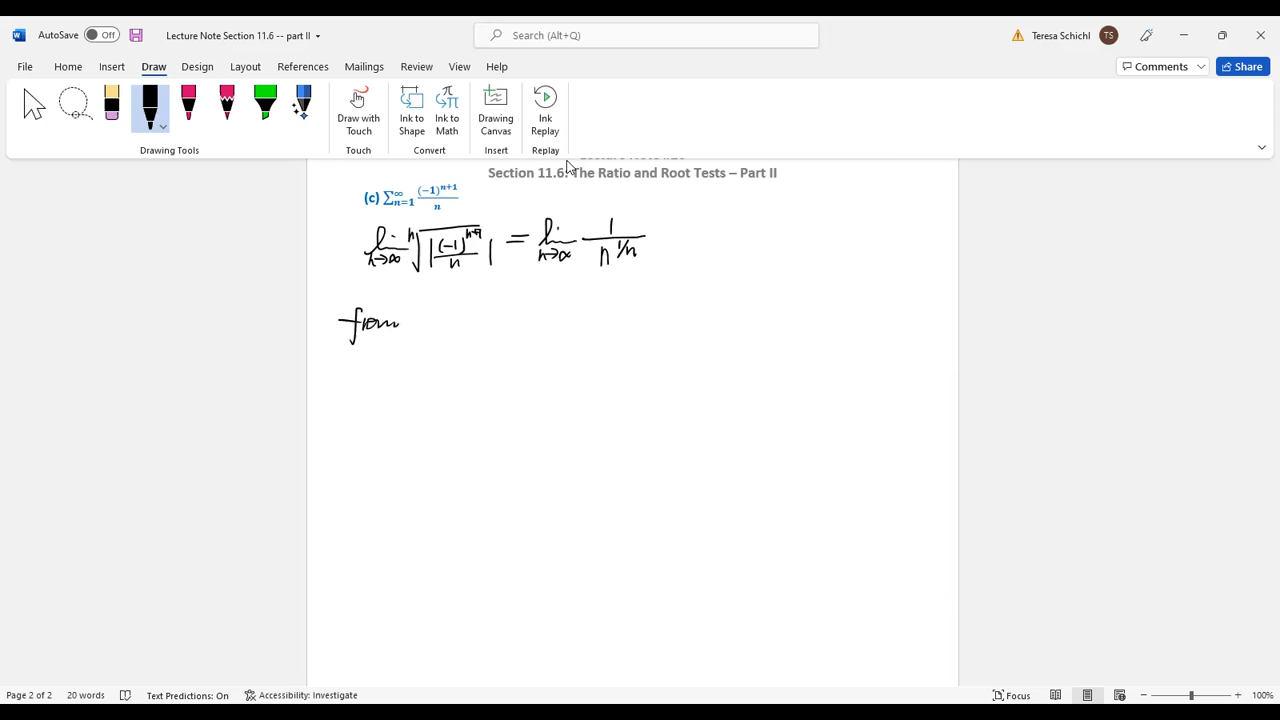 AutoSave Off Lecture Note Section 11.6 -- part II Search (Alt+Q) Teresa Schichl TS
File Home Insert Draw Design Layout References Mailings Review View Help Comments Share
Draw with Touch Ink to Shape Ink to Math Drawing Canvas Ink Replay
Drawing Tools Touch Convert Insert Replay
Section 11.6: The Ratio and Root Tests – Part II
(c) ∑_{n=1}^{∞} (-1)^{n+1}/n
lim_{n→∞} ⁿ√|(-1)^{n+1}/n| = lim_{n→∞} 1/n^{1/n}
from
Page 2 of 2 20 words Text Predictions: On Accessibility: Investigate Focus 100%